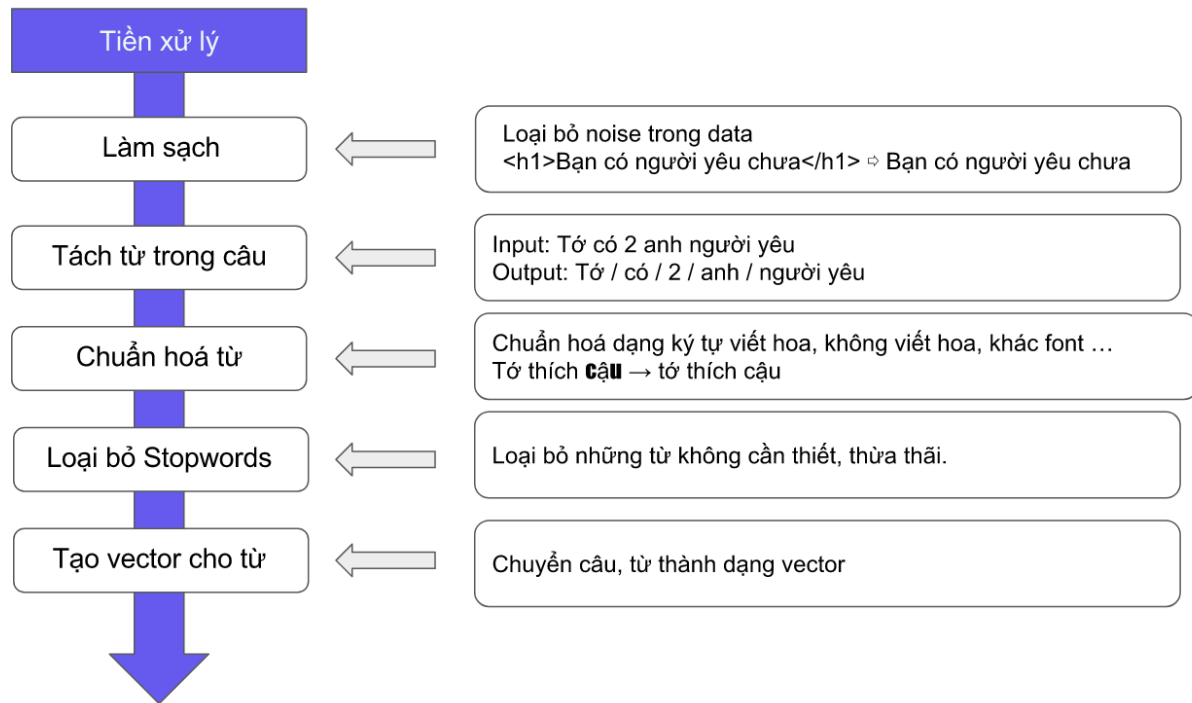 Tiền xử lý
Làm sạch
Loại bỏ noise trong data
<h1>Bạn có người yêu chưa</h1> ⇨ Bạn có người yêu chưa
Tách từ trong câu
Input: Tớ có 2 anh người yêu
Output: Tớ / có / 2 / anh / người yêu
Chuẩn hoá từ
Chuẩn hoá dạng ký tự viết hoa, không viết hoa, khác font …
Tớ thích cậu → tớ thích cậu
Loại bỏ Stopwords
Loại bỏ những từ không cần thiết, thừa thãi.
Tạo vector cho từ
Chuyển câu, từ thành dạng vector